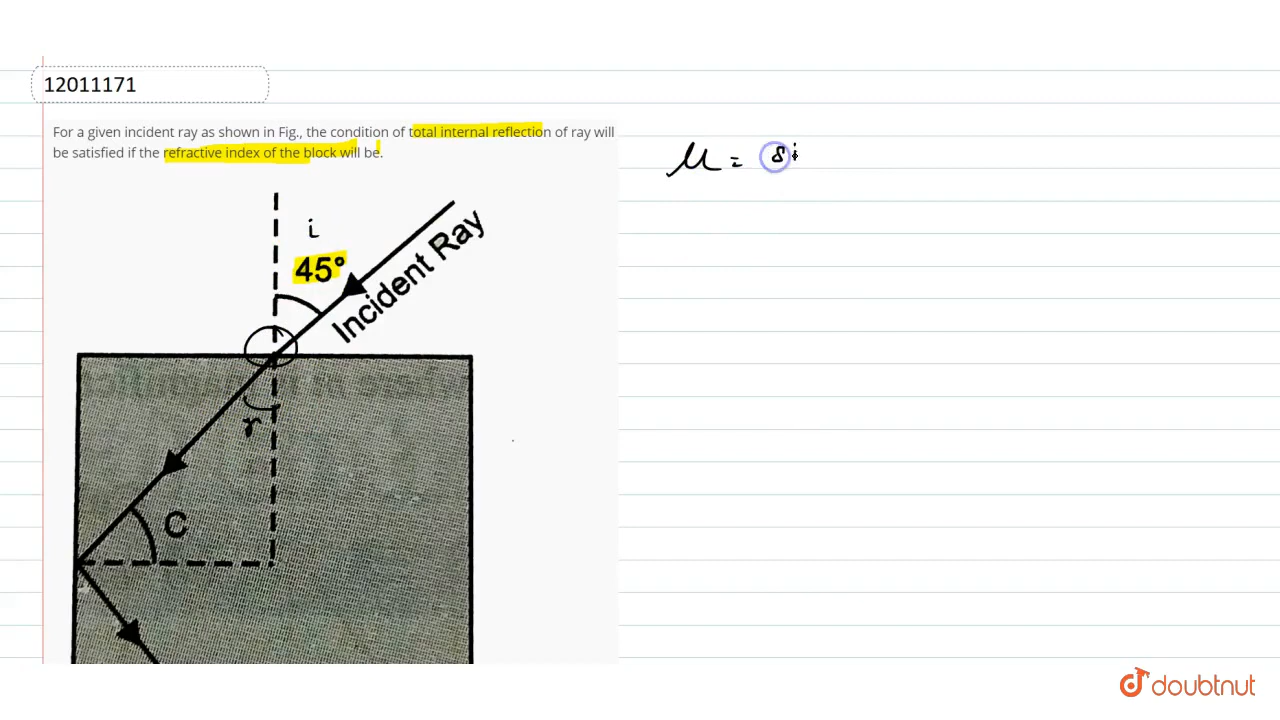 12011171
For a given incident ray as shown in Fig., the condition of total internal reflection of ray will
be satisfied if the refractive index of the block will be.
μ = si
i
45°
Incident Ray
r
C
doubtnut